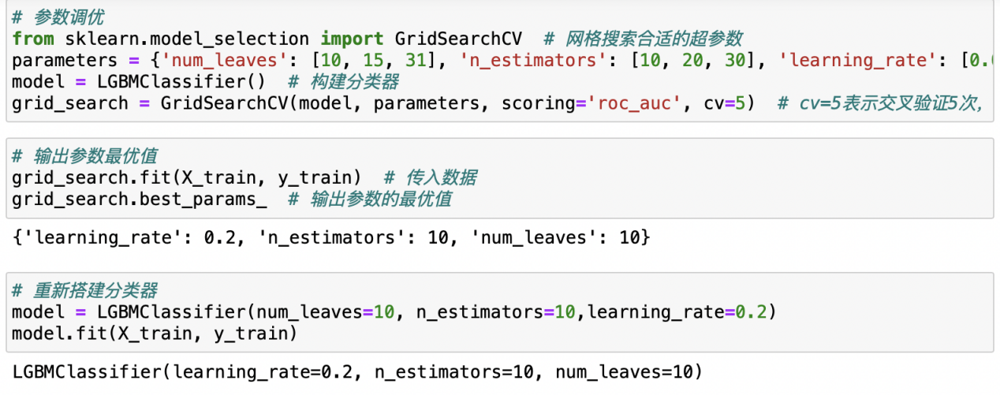 # 参数调优
from sklearn.model_selection import GridSearchCV  # 网格搜索合适的超参数
parameters = {'num_leaves': [10, 15, 31], 'n_estimators': [10, 20, 30], 'learning_rate': [0.
model = LGBMClassifier()  # 构建分类器
grid_search = GridSearchCV(model, parameters, scoring='roc_auc', cv=5)  # cv=5表示交叉验证5次，
# 输出参数最优值
grid_search.fit(X_train, y_train)  # 传入数据
grid_search.best_params_  # 输出参数的最优值
{'learning_rate': 0.2, 'n_estimators': 10, 'num_leaves': 10}
# 重新搭建分类器
model = LGBMClassifier(num_leaves=10, n_estimators=10,learning_rate=0.2)
model.fit(X_train, y_train)
LGBMClassifier(learning_rate=0.2, n_estimators=10, num_leaves=10)